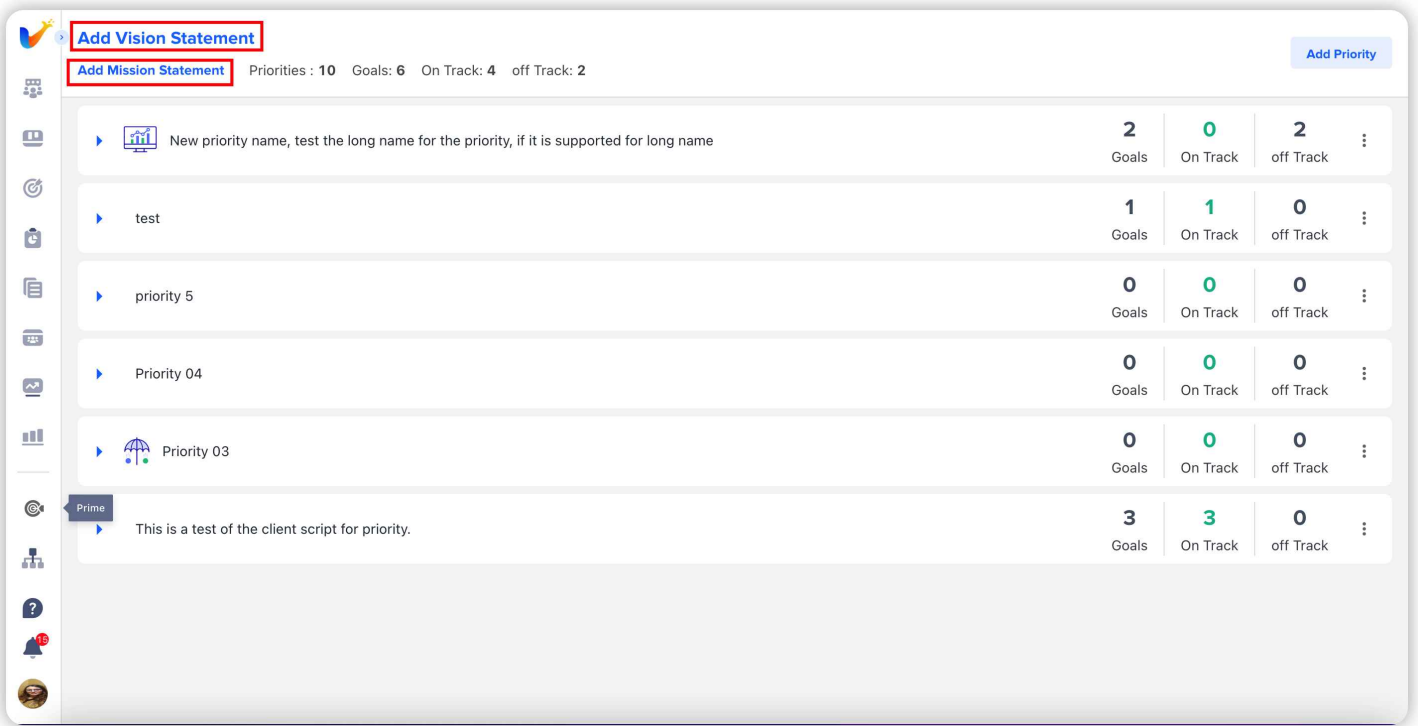 Add Vision Statement
Add Mission Statement Priorities : 10 Goals: 6 On Track: 4 off Track: 2
Add Priority
New priority name, test the long name for the priority, if it is supported for long name
2 0 2
Goals On Track off Track
test
1 1 0
Goals On Track off Track
priority 5
0 0 0
Goals On Track off Track
Priority 04
0 0 0
Goals On Track off Track
Priority 03
0 0 0
Goals On Track off Track
Prime
This is a test of the client script for priority.
3 3 0
Goals On Track off Track
?
15